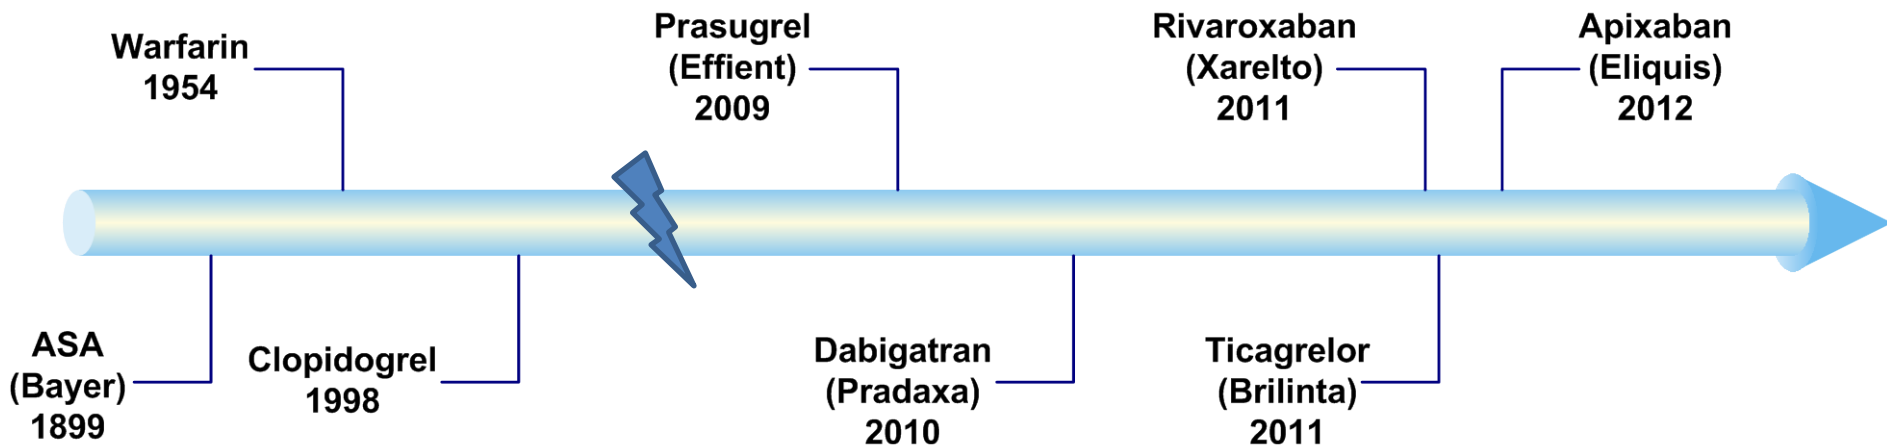 Warfarin
1954
Prasugrel
(Effient)
2009
Rivaroxaban
(Xarelto)
2011
Apixaban
(Eliquis)
2012
ASA
(Bayer)
1899
Clopidogrel
1998
Dabigatran
(Pradaxa)
2010
Ticagrelor
(Brilinta)
2011